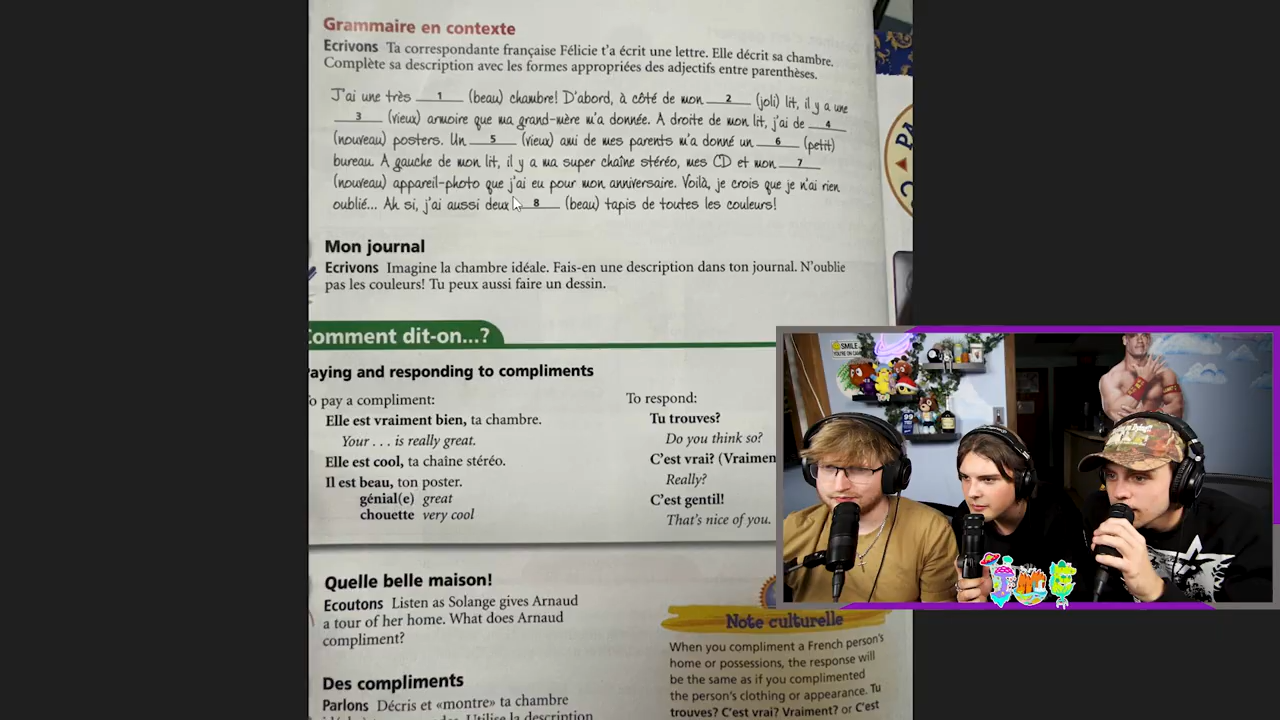 Grammaire en contexte
Ecrivons Ta correspondante française Félicie t'a écrit une lettre. Elle décrit sa chambre.
Complète sa description avec les formes appropriées des adjectifs entre parenthèses.
J'ai une très 1 (beau) chambre! D'abord, à côté de mon 2 (joli) lit, il y a une
3 (vieux) armoire que ma grand-mère m'a donnée. A droite de mon lit, j'ai de 4
(nouveau) posters. Un 5 (vieux) ami de mes parents m'a donné un 6 (petit)
bureau. A gauche de mon lit, il y a ma super chaîne stéréo, mes CD et mon 7
(nouveau) appareil-photo que j'ai eu pour mon anniversaire. Voilà, je crois que je n'ai rien
oublié... Ah si, j'ai aussi deux 8 (beau) tapis de toutes les couleurs!
Mon journal
Ecrivons Imagine la chambre idéale. Fais-en une description dans ton journal. N'oublie
pas les couleurs! Tu peux aussi faire un dessin.
Comment dit-on...?
Paying and responding to compliments
To pay a compliment:
Elle est vraiment bien, ta chambre.
Your . . . is really great.
Elle est cool, ta chaîne stéréo.
Il est beau, ton poster.
génial(e) great
chouette very cool
To respond:
Tu trouves?
Do you think so?
C'est vrai? (Vraimen
Really?
C'est gentil!
That's nice of you.
SMILE
Quelle belle maison!
Ecoutons Listen as Solange gives Arnaud
a tour of her home. What does Arnaud
compliment?
Des compliments
Parlons Décris et «montre» ta chambre
Note culturelle
When you compliment a French person's
home or possessions, the response will
be the same as if you complimented
the person's clothing or appearance. Tu
trouves? C'est vrai? Vraiment? or C'est